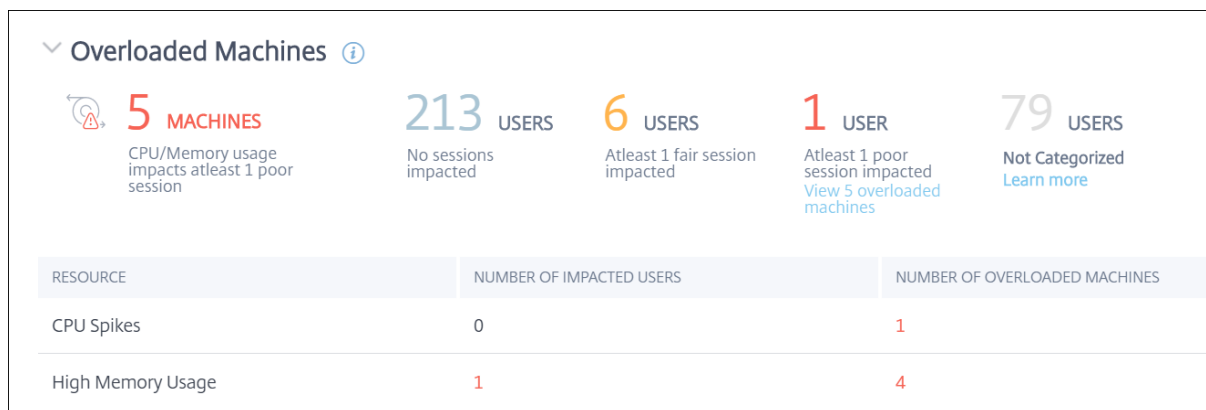 Overloaded Machines
5 MACHINES
CPU/Memory usage
impacts atleast 1 poor
session
213 USERS
No sessions
impacted
6 USERS
Atleast 1 fair session
impacted
1 USER
Atleast 1 poor
session impacted
View 5 overloaded
machines
79 USERS
Not Categorized
Learn more
RESOURCE NUMBER OF IMPACTED USERS NUMBER OF OVERLOADED MACHINES
CPU Spikes 0 1
High Memory Usage 1 4